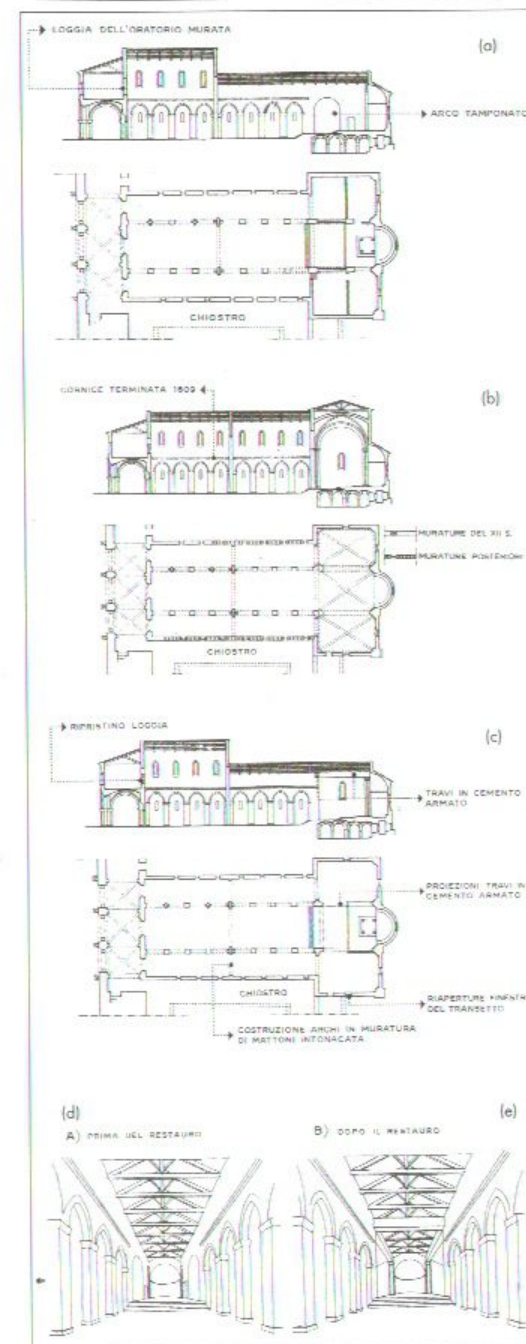 LOGGIA DELL'ORATORIO MURATA
(a)
ARCO TAMPONATO
CHIOSTRO
CORNICE TERMINATA 1609
(b)
MURATURE DEL XII S.
MURATURE POSTERIORI
CHIOSTRO
RIPRISTINO LOGGIA
(c)
TRAVI IN CEMENTO
ARMATO
PROIEZIONI TRAVI IN
CEMENTO ARMATO
CHIOSTRO
RIAPERTURE FINESTRE
DEL TRANSETTO
COSTRUZIONE ARCHI IN MURATURA
DI MATTONI INTONACATA
(d)
(e)
A) PRIMA DEL RESTAURO
B) DOPO IL RESTAURO